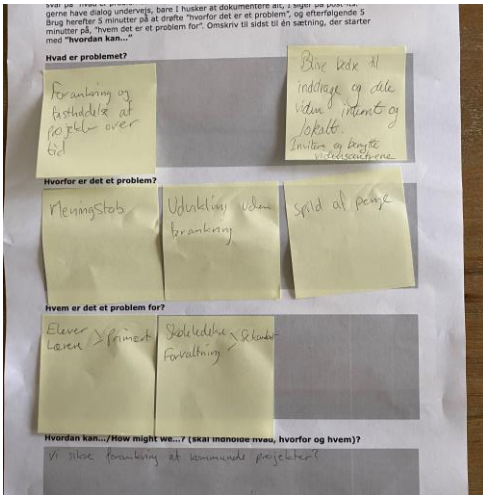 gerne have dialog undervejs, bare I husker at dokumentere alt, I siger på post-its.
Brug herefter 5 minutter på at drøfte "hvorfor det er et problem", og efterfølgende 5
minutter på, "hvem det er et problem for". Omskriv til sidst til én sætning, der starter
med "hvordan kan..."
Hvad er problemet?
Forankring og
fastholdelse af
projekter over
tid
Blive bedre til
inddrage og dele
viden internt og
lokalt.
Invitere og benytte
videnscentrene
Hvorfor er det et problem?
Meningstab
Udvikling uden
forankring
Spild af penge
Hvem er det et problem for?
Elever
Lærere > Primært
Skoleledelse
Forvaltning > Sekundært
Hvordan kan.../How might we...? (skal indholde hvad, hvorfor og hvem)?
Vi sikre forankring af kommunale projekter?